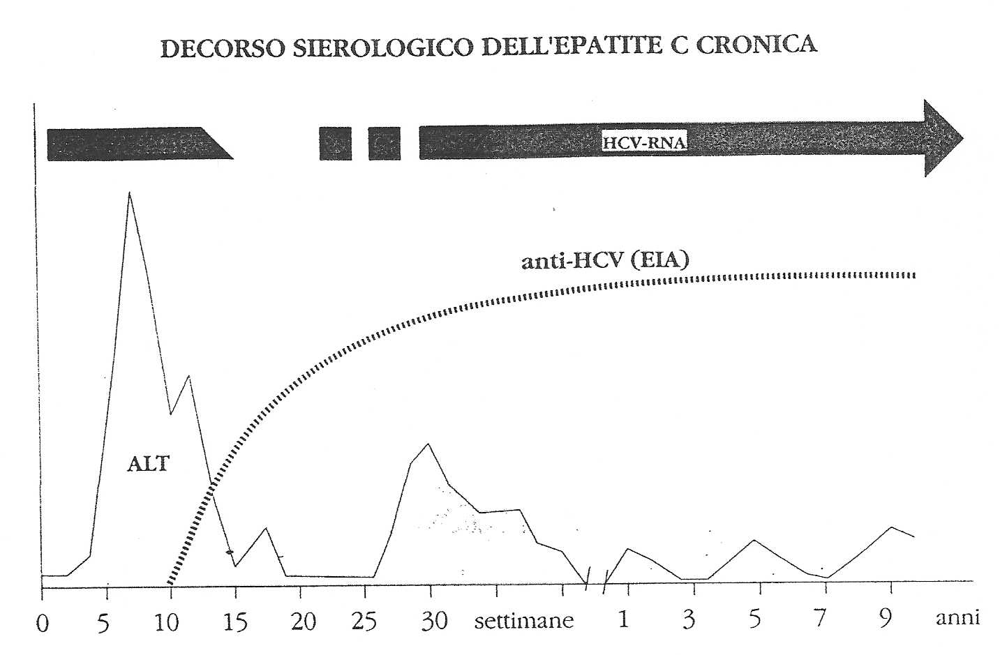 DECORSO SIEROLOGICO DELL'EPATITE C CRONICA
HCV-RNA
anti-HCV (EIA)
ALT
0 5 10 15 20 25 30 settimane 1 3 5 7 9 anni